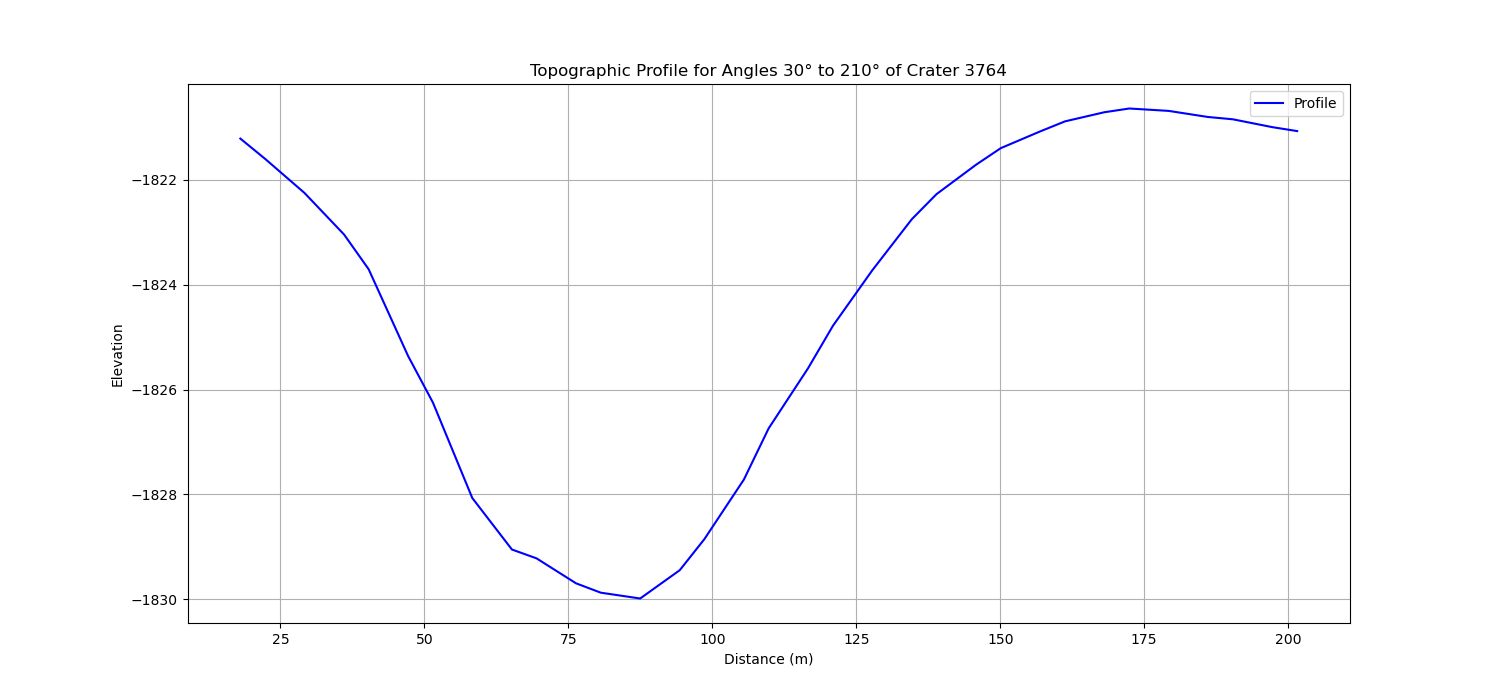 Topographic Profile for Angles 30° to 210° of Crater 3764
Profile
−1822
−1824
−1826
−1828
−1830
Elevation
25 50 75 100 125 150 175 200
Distance (m)